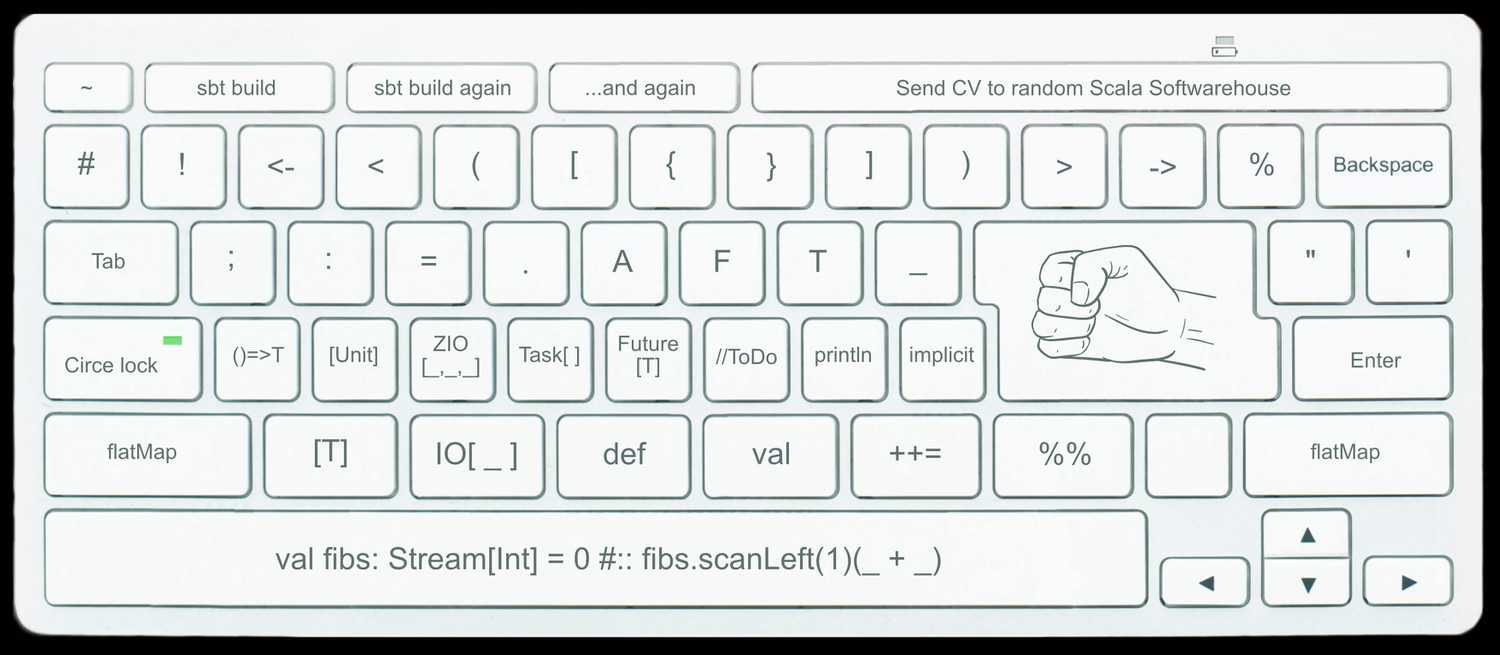 ~ sbt build sbt build again ...and again Send CV to random Scala Softwarehouse
# ! <- < ( [ { } ] ) > -> % Backspace
Tab ; : = . A F T _ " '
Circe lock ()=>T [Unit] ZIO [_,_,_] Task[ ] Future [T] //ToDo println implicit Enter
flatMap [T] IO[ _ ] def val ++= %% flatMap
val fibs: Stream[Int] = 0 #:: fibs.scanLeft(1)(_ + _) ◀ ▲ ▼ ▶